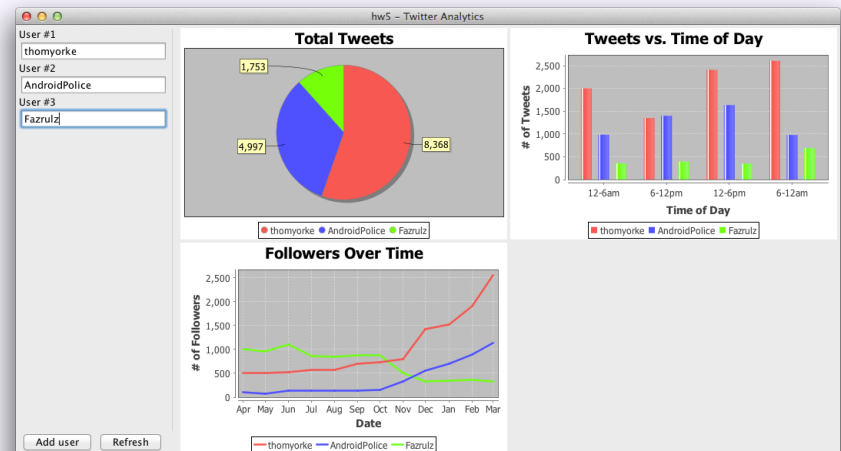 hw5 - Twitter Analytics
User #1
thomyorke
User #2
AndroidPolice
User #3
Fazrulz
Add user
Refresh
Total Tweets
1,753
4,997
8,368
thomyorke AndroidPolice Fazrulz
Tweets vs. Time of Day
# of Tweets
2,500
2,000
1,500
1,000
500
0
12-6am 6-12pm 12-6pm 6-12am
Time of Day
thomyorke AndroidPolice Fazrulz
Followers Over Time
# of Followers
2,500
2,000
1,500
1,000
500
0
Apr May Jun Jul Aug Sep Oct Nov Dec Jan Feb Mar
Date
thomyorke AndroidPolice Fazrulz